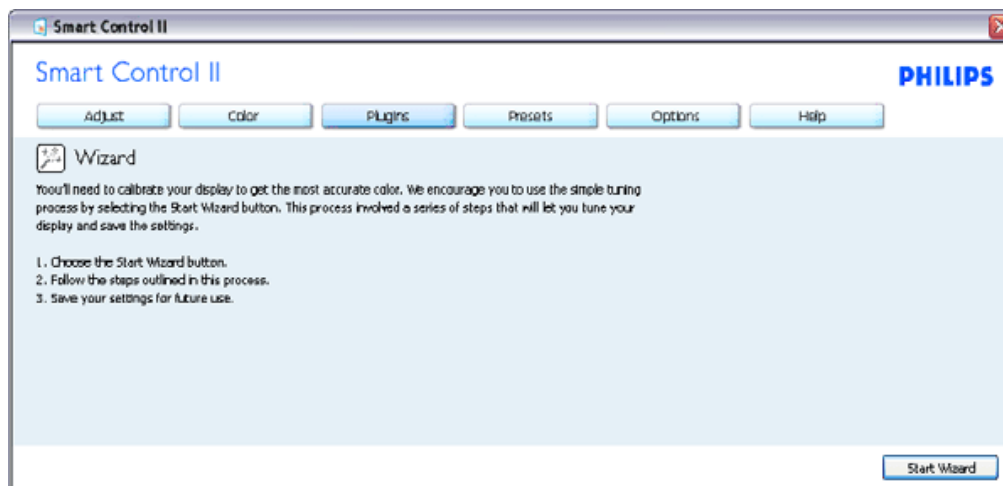 Smart Control II
Smart Control II
PHILIPS
Adjust Color Plugins Presets Options Help
Wizard
Yoou'll need to calibrate your display to get the most accurate color. We encourage you to use the simple tuning
process by selecting the Start Wizard button. This process involved a series of steps that will let you tune your
display and save the settings.
1. Choose the Start Wizard button.
2. Follow the steps outlined in this process.
3. Save your settings for future use.
Start Wizard